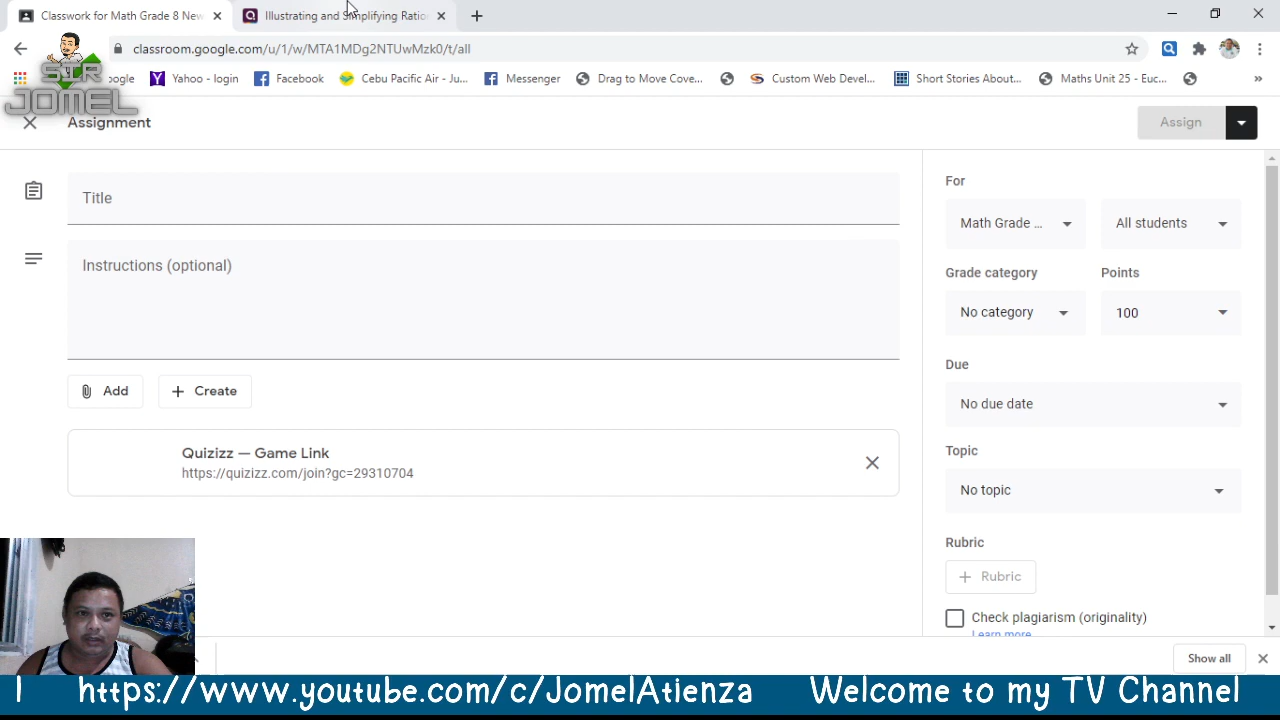 Classwork for Math Grade 8 New
Illustrating and Simplifying Ratio
classroom.google.com/u/1/w/MTA1MDg2NTUwMzk0/t/all
Yahoo - login
Facebook
Cebu Pacific Air - Ju...
Messenger
Drag to Move Cove...
Custom Web Devel...
Short Stories About...
Maths Unit 25 - Euc...
»
SIR
JOMEL
Assignment
Assign
Title
Instructions (optional)
Add
Create
Quizizz — Game Link
https://quizizz.com/join?gc=29310704
For
Math Grade ...
All students
Grade category
Points
No category
100
Due
No due date
Topic
No topic
Rubric
+ Rubric
Check plagiarism (originality)
Learn more
Show all
https://www.youtube.com/c/JomelAtienza
Welcome to my TV Channel